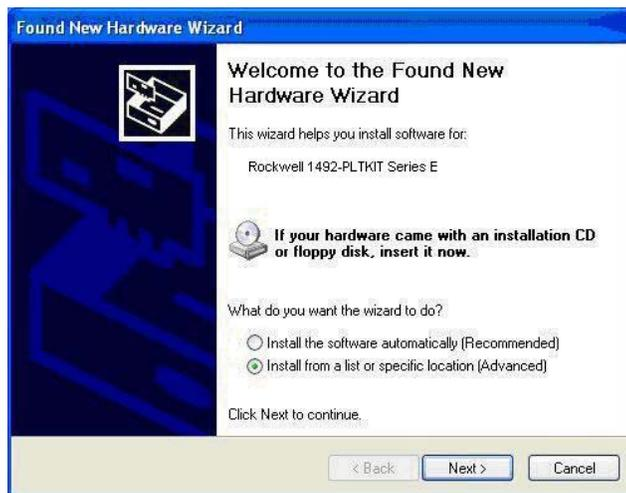 Found New Hardware Wizard
Welcome to the Found New
Hardware Wizard
This wizard helps you install software for:
Rockwell 1492-PLTKIT Series E
If your hardware came with an installation CD
or floppy disk, insert it now.
What do you want the wizard to do?
Install the software automatically (Recommended)
Install from a list or specific location (Advanced)
Click Next to continue.
< Back
Next >
Cancel